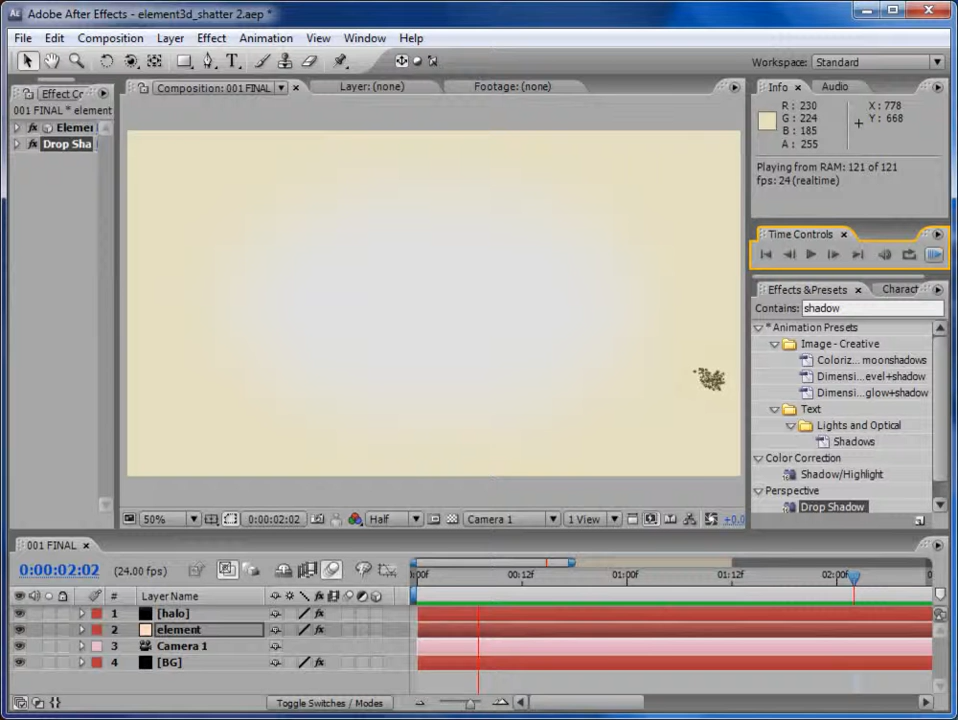 Adobe After Effects - element3d_shatter 2.aep *
File Edit Composition Layer Effect Animation View Window Help
Workspace: Standard
Effect Co
001 FINAL * element
Elemen
Drop Sha
Composition: 001 FINAL
Layer: (none)
Footage: (none)
Info Audio
R : 230
G : 224
B : 185
A : 255
X : 778
Y : 668
Playing from RAM: 121 of 121
fps: 24 (realtime)
Time Controls
Effects & Presets Charact
Contains: shadow
* Animation Presets
Image - Creative
Coloriz... moonshadows
Dimensi...evel+shadow
Dimensi...glow+shadow
Text
Lights and Optical
Shadows
Color Correction
Shadow/Highlight
Perspective
Drop Shadow
50% 0:00:02:02 Half Camera 1 1 View +0.0
001 FINAL
0:00:02:02 (24.00 fps)
:00f 00:12f 01:00f 01:12f 02:00f
# Layer Name
1 [halo]
2 element
3 Camera 1
4 [BG]
Toggle Switches / Modes